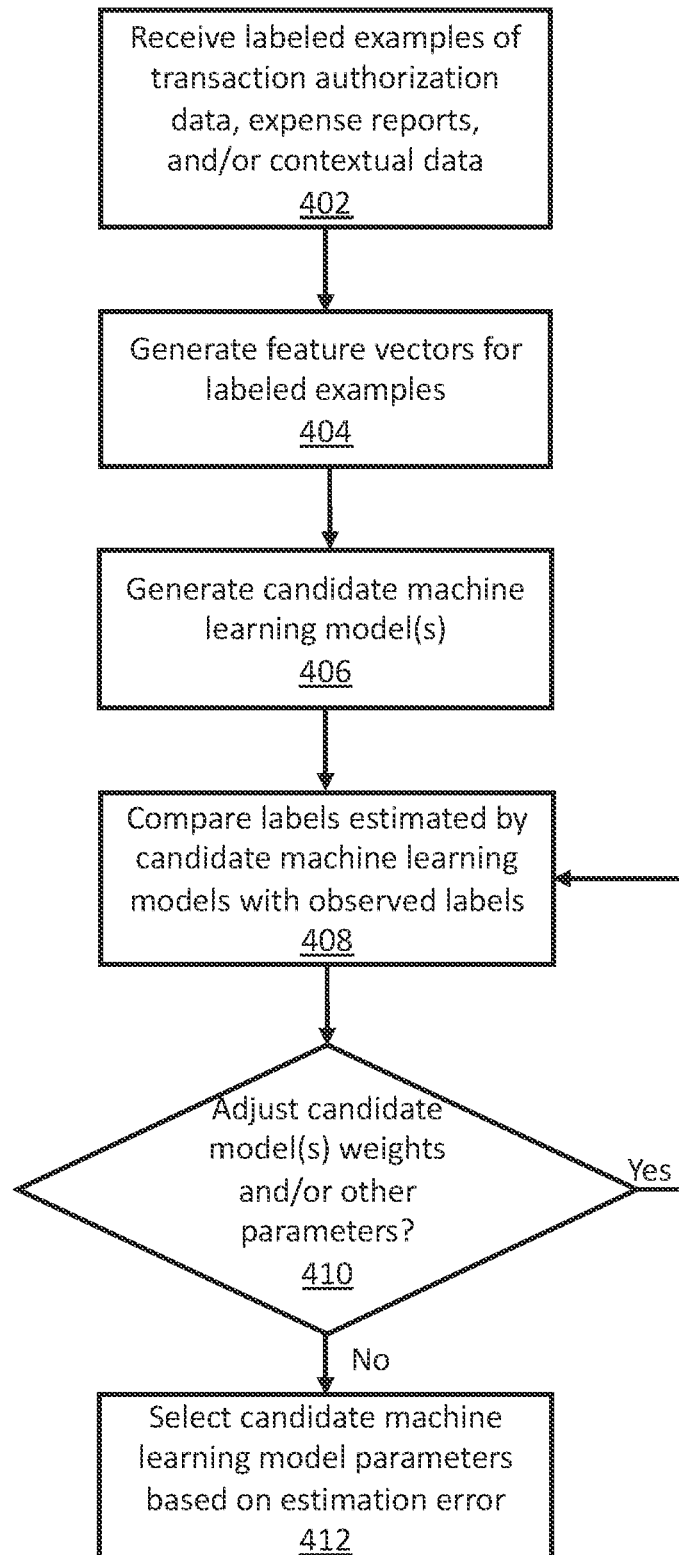 Receive labeled examples of
transaction authorization
data, expense reports,
and/or contextual data
402
Generate feature vectors for
labeled examples
404
Generate candidate machine
learning model(s)
406
Compare labels estimated by
candidate machine learning
models with observed labels
408
Adjust candidate
model(s) weights
and/or other
parameters?
410
Yes
No
Select candidate machine
learning model parameters
based on estimation error
412